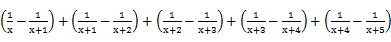 (1/x − 1/(x+1)) + (1/(x+1) − 1/(x+2)) + (1/(x+2) − 1/(x+3)) + (1/(x+3) − 1/(x+4)) + (1/(x+4) − 1/(x+5))